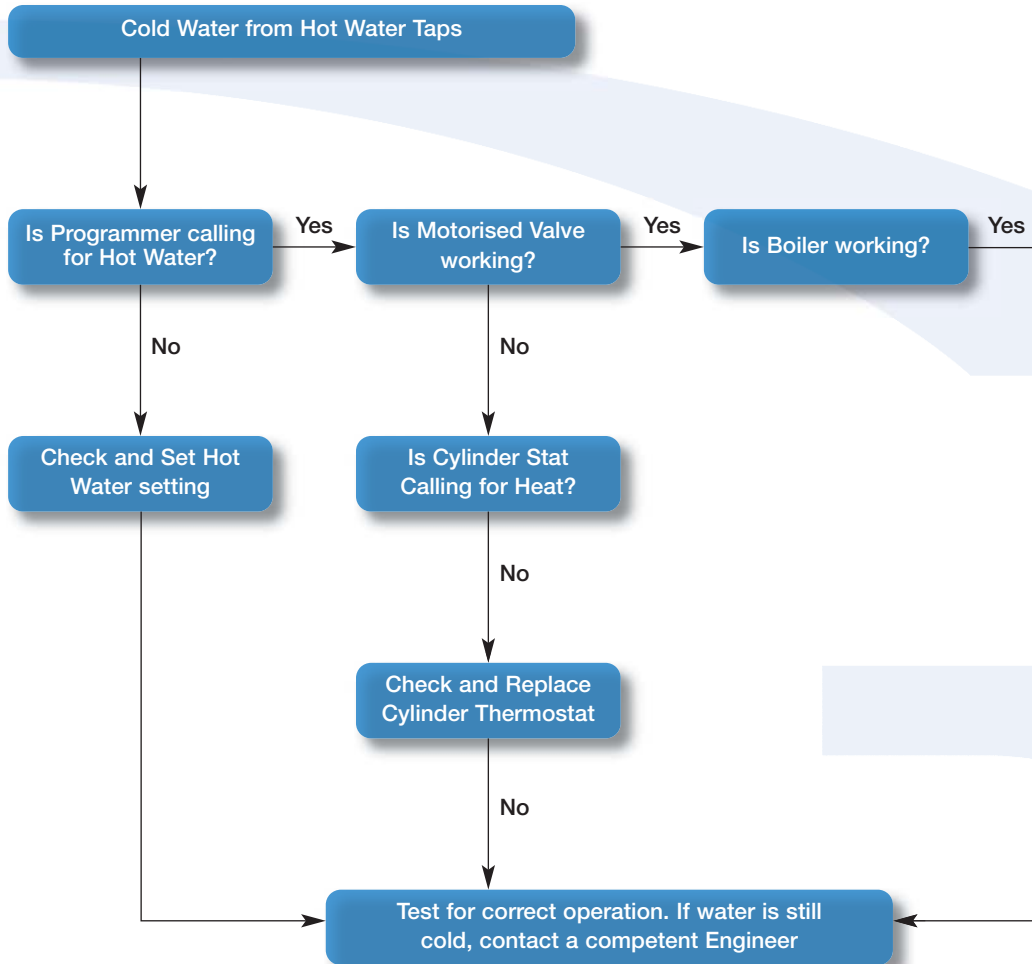 Cold Water from Hot Water Taps
Is Programmer calling
for Hot Water?
Yes
Is Motorised Valve
working?
Yes
Is Boiler working?
Yes
No
No
Check and Set Hot
Water setting
Is Cylinder Stat
Calling for Heat?
No
Check and Replace
Cylinder Thermostat
No
Test for correct operation. If water is still
cold, contact a competent Engineer